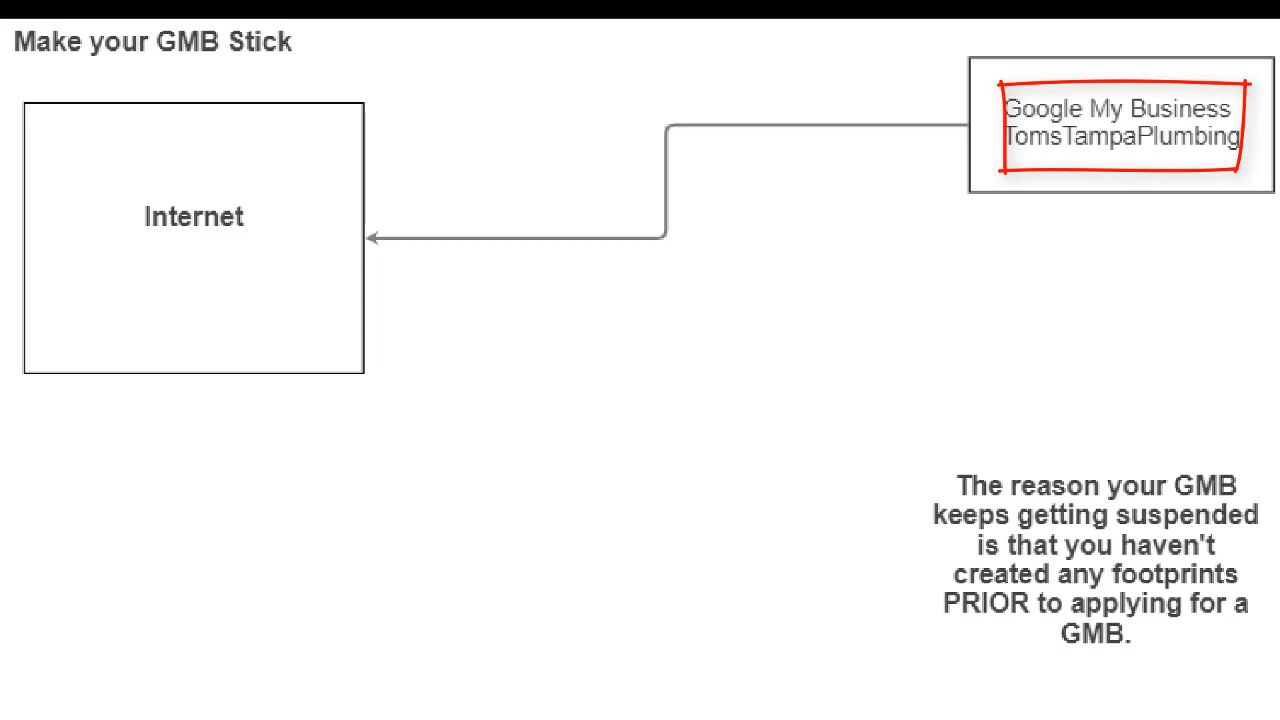 Make your GMB Stick
Google My Business
TomsTampaPlumbing
Internet
The reason your GMB
keeps getting suspended
is that you haven't
created any footprints
PRIOR to applying for a
GMB.